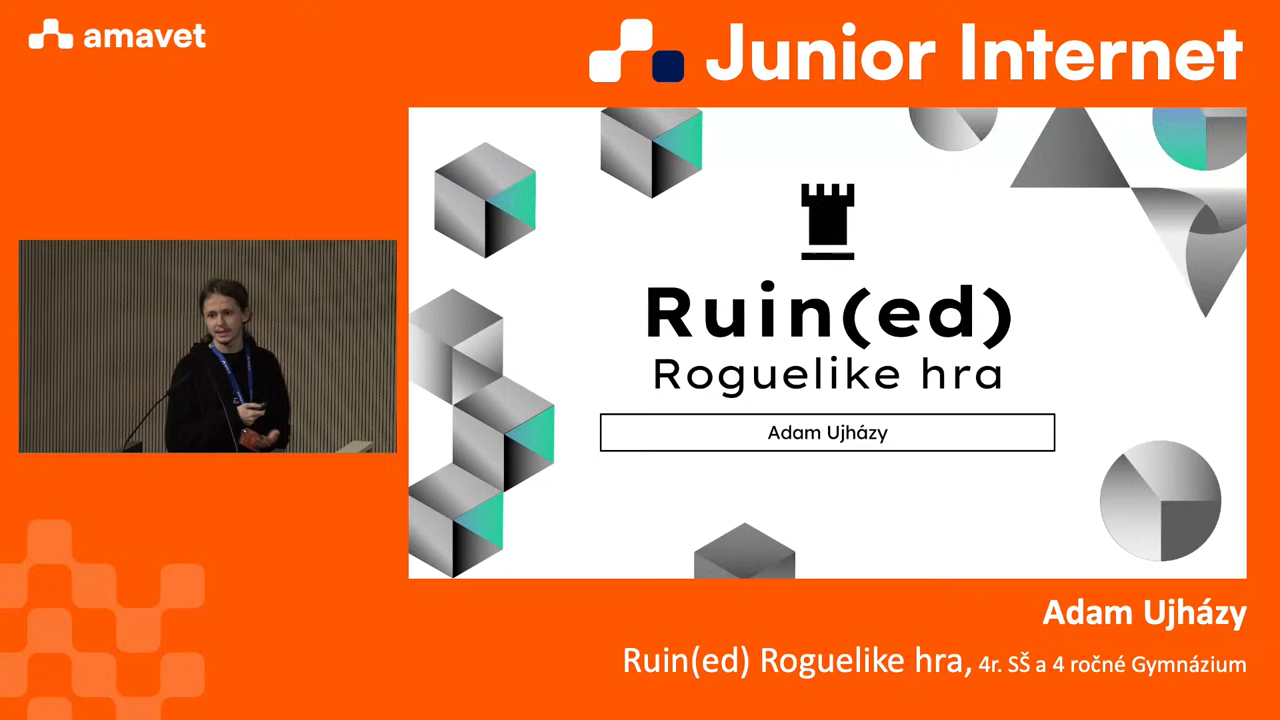 amavet
Junior Internet
Ruin(ed)
Roguelike hra
Adam Ujházy
Adam Ujházy
Ruin(ed) Roguelike hra, 4r. SŠ a 4 ročné Gymnázium